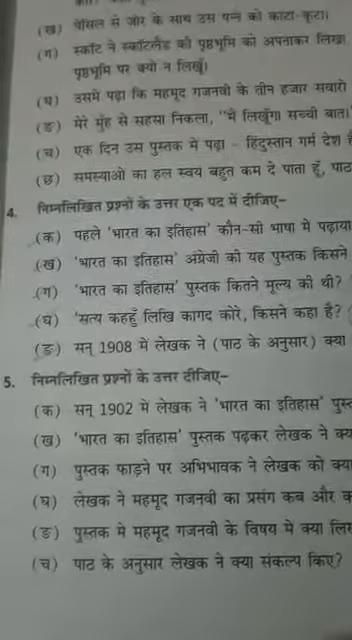 (ख) पेंसिल से जोर के साथ उस पन्ने को काटा-कूटा।
(ग) स्कॉट ने स्कॉटलैंड की पृष्ठभूमि को अपनाकर लिखा
पृष्ठभूमि पर क्यों न लिखूँ।
(घ) उसमें पढ़ा कि महमूद गजनवी के तीन हजार सवारों
(ङ) मेरे मुँह से सहसा निकला, "मैं लिखूँगा सच्ची बात।
(च) एक दिन उस पुस्तक में पढ़ा – हिंदुस्तान गर्म देश है
(छ) समस्याओं का हल स्वयं बहुत कम दे पाता हूँ, पाठ
4. निम्नलिखित प्रश्नों के उत्तर एक पद में दीजिए–
(क) पहले 'भारत का इतिहास' कौन-सी भाषा में पढ़ाया
(ख) 'भारत का इतिहास' अंग्रेजी की यह पुस्तक किसने
(ग) 'भारत का इतिहास' पुस्तक कितने मूल्य की थी?
(घ) 'सत्य कहहुँ लिखि कागद कोरे, किसने कहा है?
(ङ) सन् 1908 में लेखक ने (पाठ के अनुसार) क्या
5. निम्नलिखित प्रश्नों के उत्तर दीजिए–
(क) सन् 1902 में लेखक ने 'भारत का इतिहास' पुस्
(ख) 'भारत का इतिहास' पुस्तक पढ़कर लेखक ने क्य
(ग) पुस्तक फाड़ने पर अभिभावक ने लेखक को क्या
(घ) लेखक ने महमूद गजनवी का प्रसंग कब और क
(ङ) पुस्तक में महमूद गजनवी के विषय में क्या लिख
(च) पाठ के अनुसार लेखक ने क्या संकल्प किए?